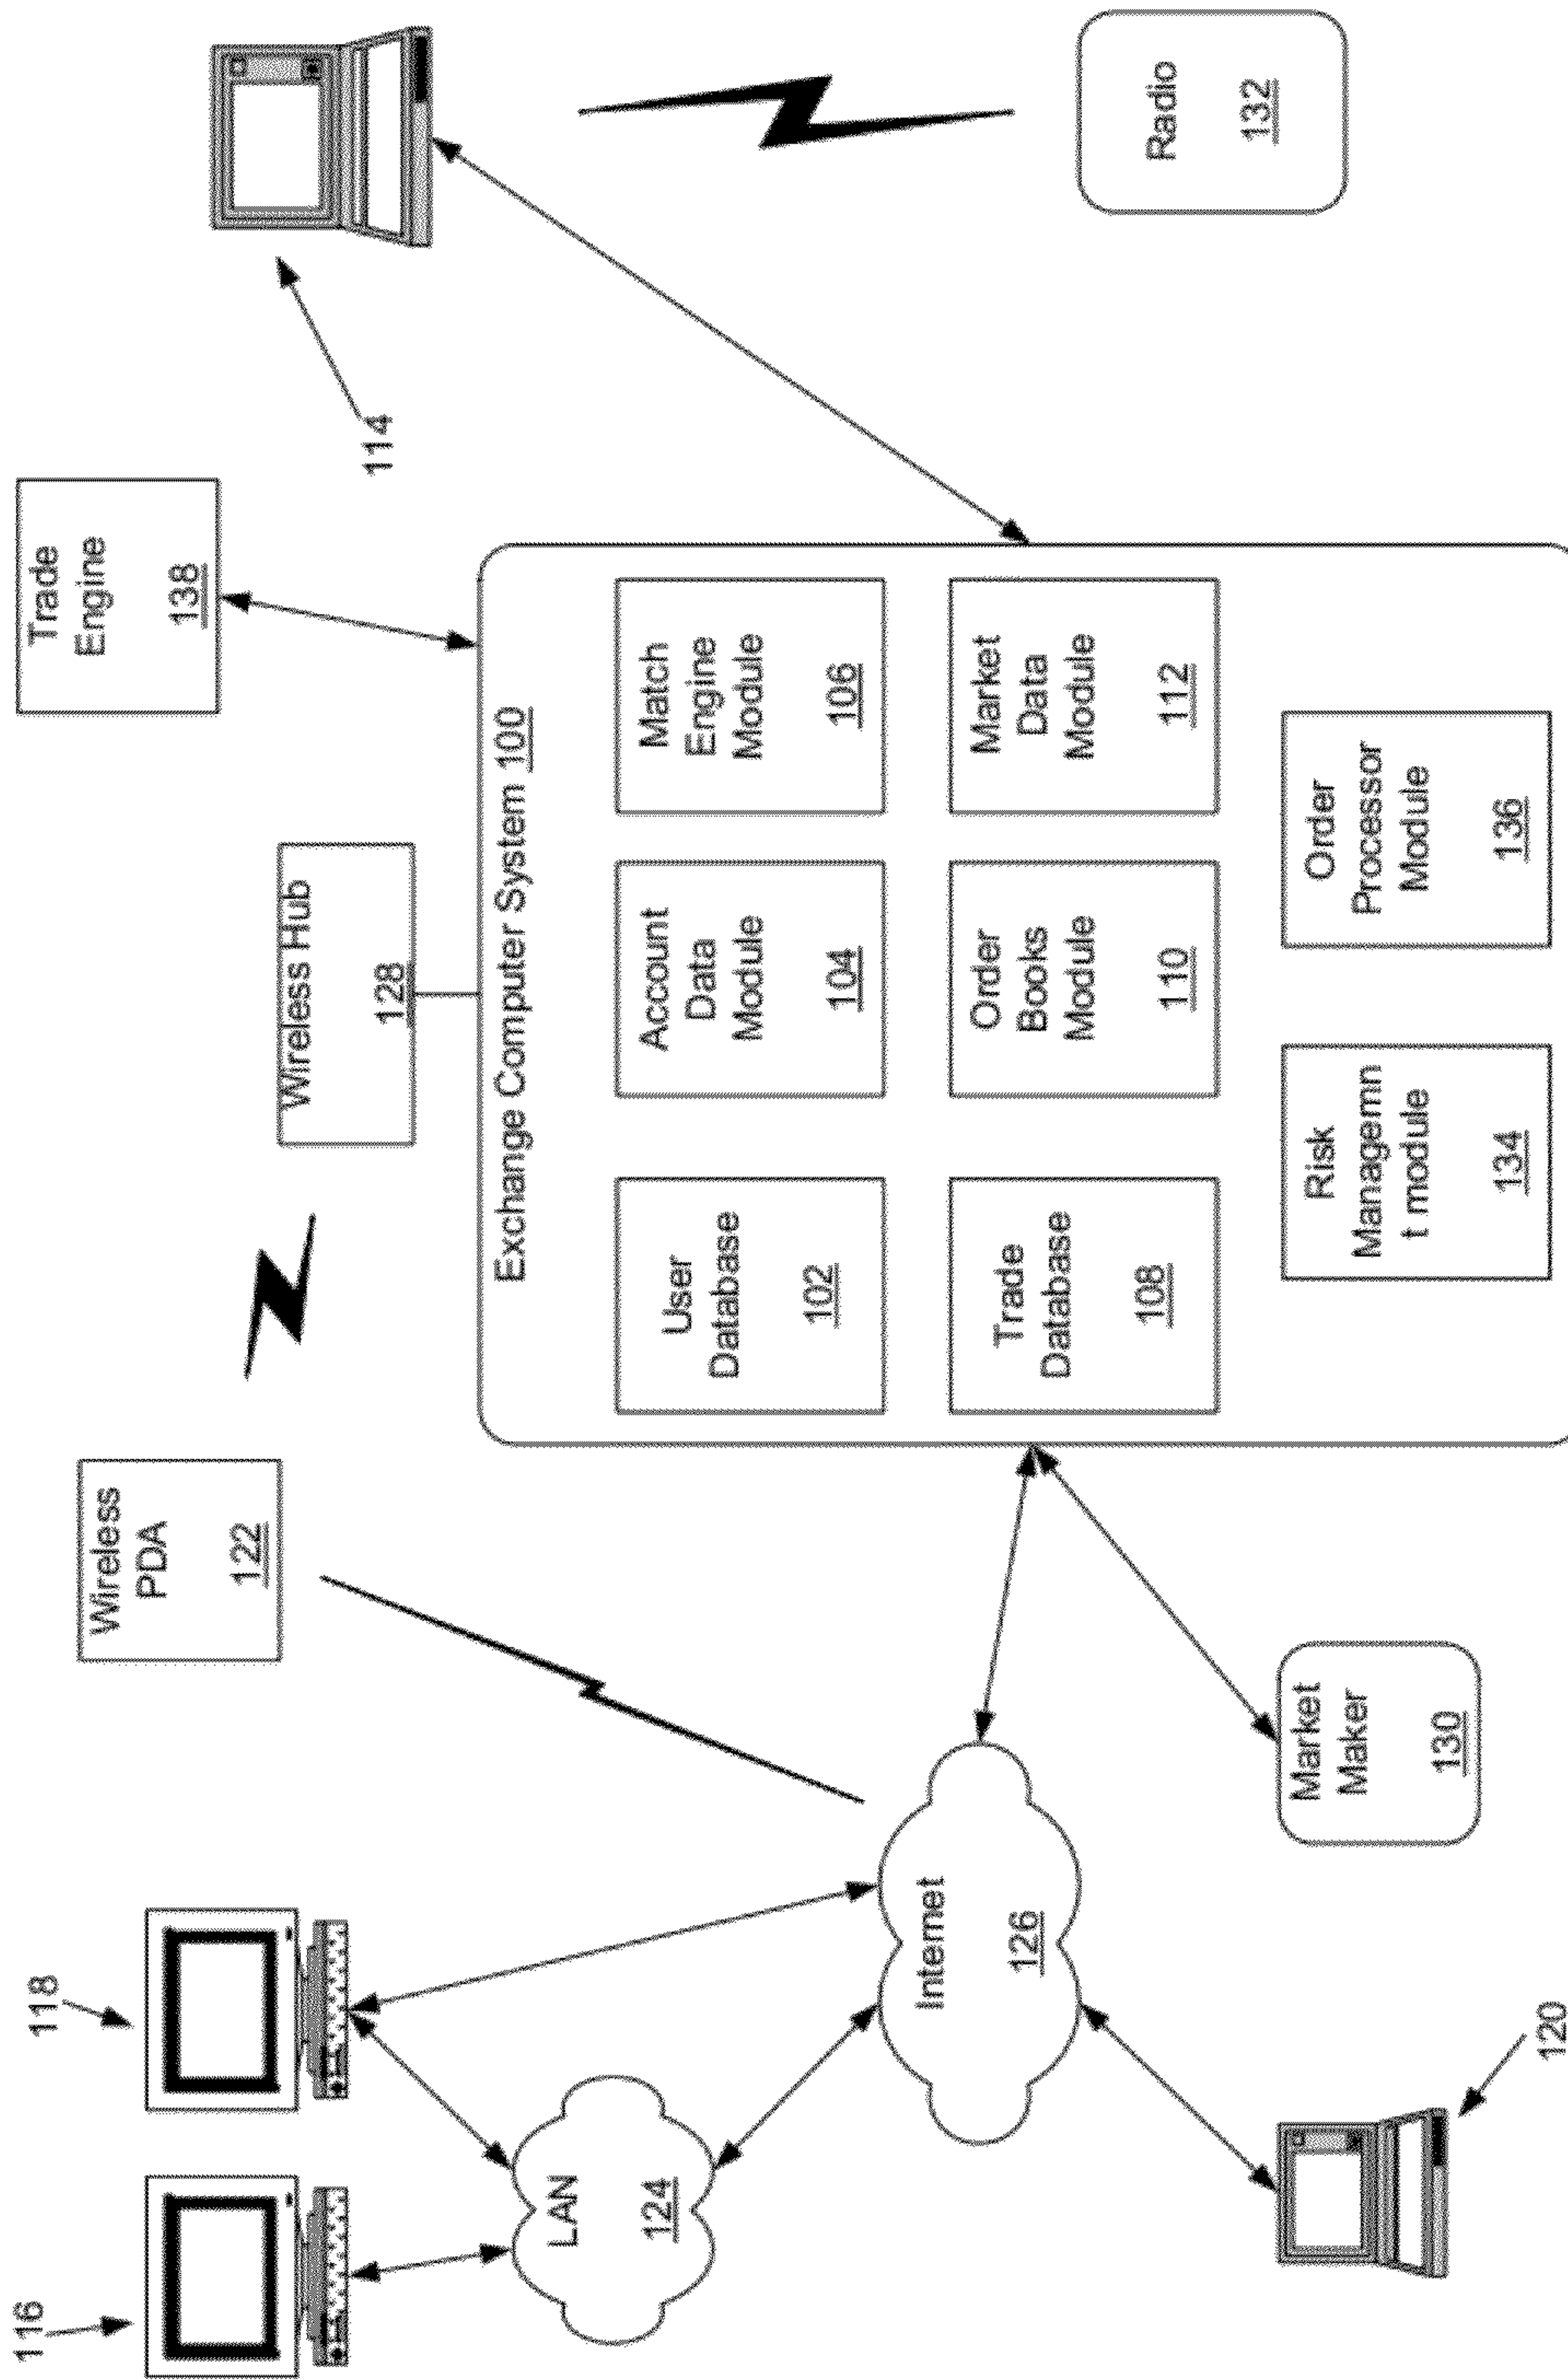 116
118
Wireless
PDA
122
Wireless Hub
128
Trade
Engine
138
114
LAN
124
Internet
126
120
Market
Maker
130
Exchange Computer System 100
User
Database
102
Account
Data
Module
104
Match
Engine
Module
106
Trade
Database
108
Order
Books
Module
110
Market
Data
Module
112
Risk
Managemn
t module
134
Order
Processor
Module
136
Radio
132